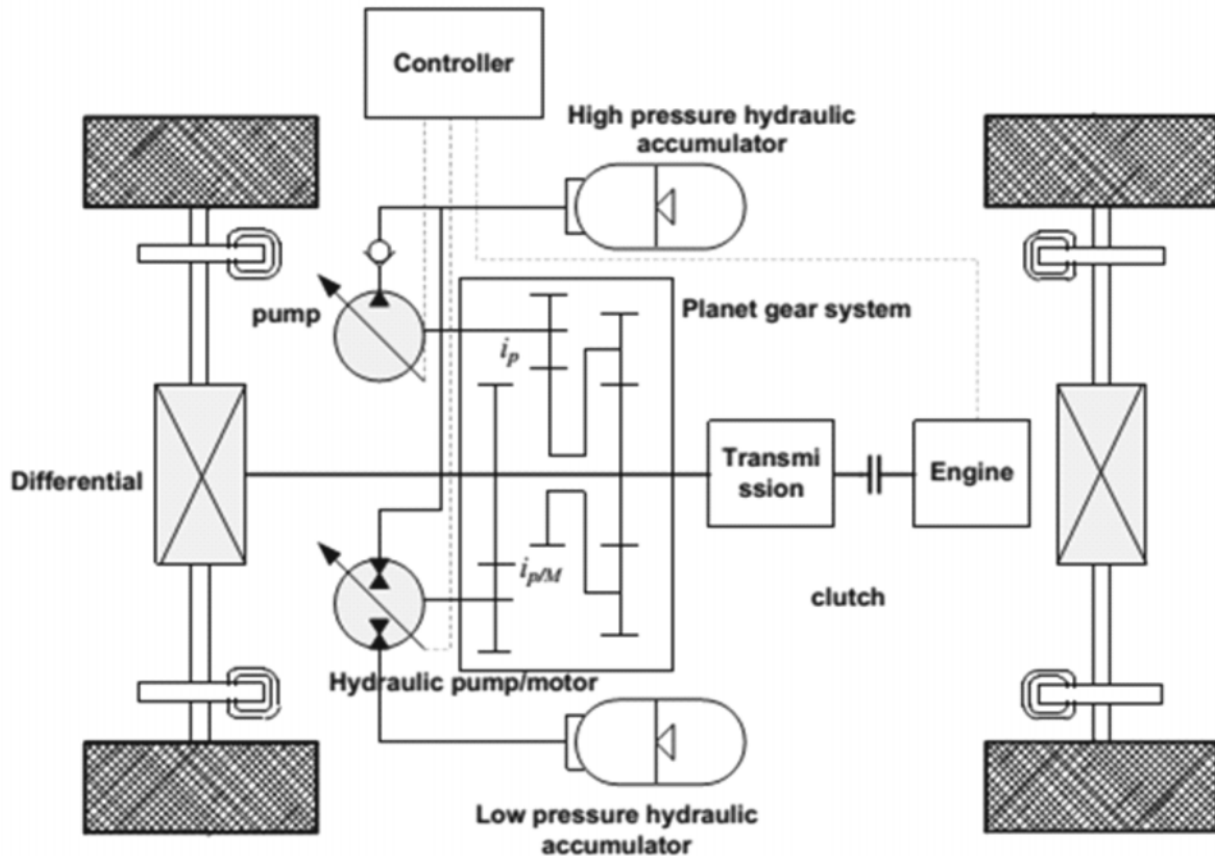 Controller
High pressure hydraulic
accumulator
pump
Planet gear system
i_p
Differential
Transmi
ssion
Engine
i_{p/M}
clutch
Hydraulic pump/motor
Low pressure hydraulic
accumulator